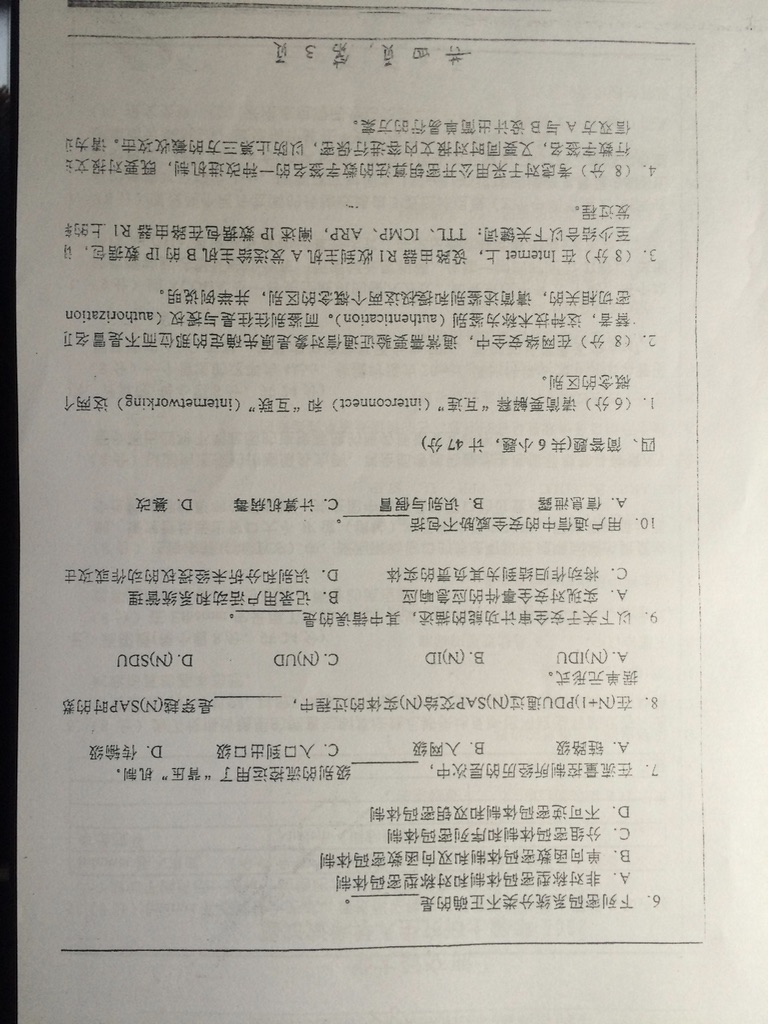 6. 下列密码系统分类不正确的是________。
A. 非对称型密码体制和对称型密码体制
B. 单向函数密码体制和双向函数密码体制
C. 分组密码体制和序列密码体制
D. 不可逆密码体制和双钥密码体制
7. 在流量控制所经历的层次中，________级别的流控运用了“背压”机制。
A. 链路级 B. 入网级 C. 入口到出口级 D. 传输级
8. 在(N+1)PDU通过(N)SAP交给(N)实体的过程中，________是穿越(N)SAP时的数
据单元形式。
A. (N)IDU B. (N)ID C. (N)UD D. (N)SDU
9. 以下关于安全审计功能的描述，其中错误的是________。
A. 实现对安全事件的应急响应 B. 记录用户活动和系统管理
C. 将动作归结到为其负责的实体 D. 识别和分析未经授权的动作或攻击
10. 用户通信中的安全威胁不包括________。
A. 信息泄露 B. 识别与假冒 C. 计算机病毒 D. 篡改
四、简答题(共 6 小题，计 47 分)
1.（6 分）请简要解释“互连”（interconnect）和“互联”（internetworking）这两个
概念的区别。
2.（8 分）在网络安全中，通常需要验证通信对象是原先确定的那位而不是冒名顶
替者，这种技术称为鉴别（authentication）。而鉴别往往是与授权（authorization
密切相关的，请简述鉴别和授权这两个概念的区别，并举例说明。
3.（8 分）在 Internet 上，设路由器 R1 收到主机 A 发送给主机 B 的 IP 数据包，
至少结合以下关键词：TTL、ICMP、ARP，阐述 IP 数据包在路由器 R1 上的
发过程。
4.（8 分）考虑对于采用公开密钥算法的数字签名的一种改进机制，既要对报文
行数字签名，又要同时对报文内容进行保密，以防止第三方的截收攻击。请为
信双方 A 与 B 设计出简单易行的方案。
共四页，第3页